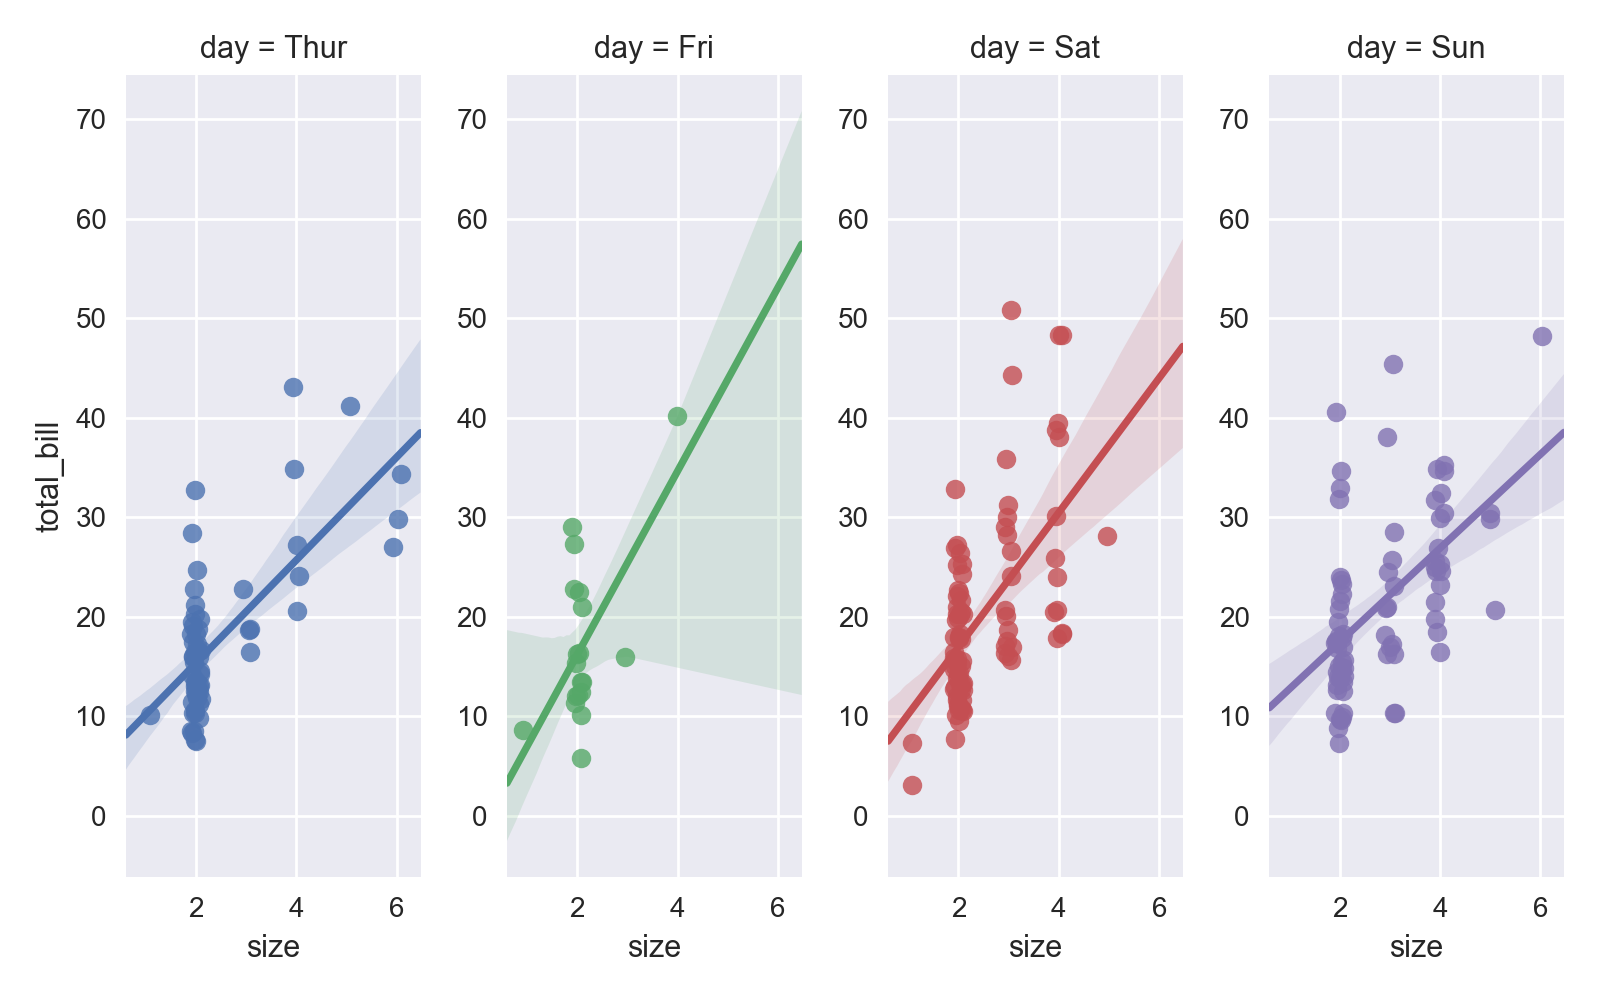 day = Thur
day = Fri
day = Sat
day = Sun
70 70 70 70
60 60 60 60
50 50 50 50
40 40 40 40
total_bill
30 30 30 30
20 20 20 20
10 10 10 10
0 0 0 0
2 4 6 2 4 6 2 4 6 2 4 6
size size size size